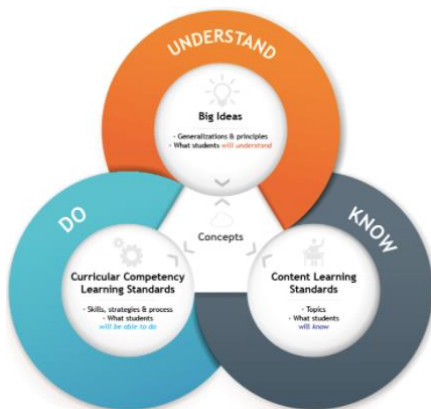 UNDERSTAND
Big Ideas
- Generalizations & principles
- What students will understand
DO
KNOW
Concepts
Curricular Competency
Learning Standards
- Skills, strategies & process
- What students
will be able to do
Content Learning
Standards
- Topics
- What students
will know